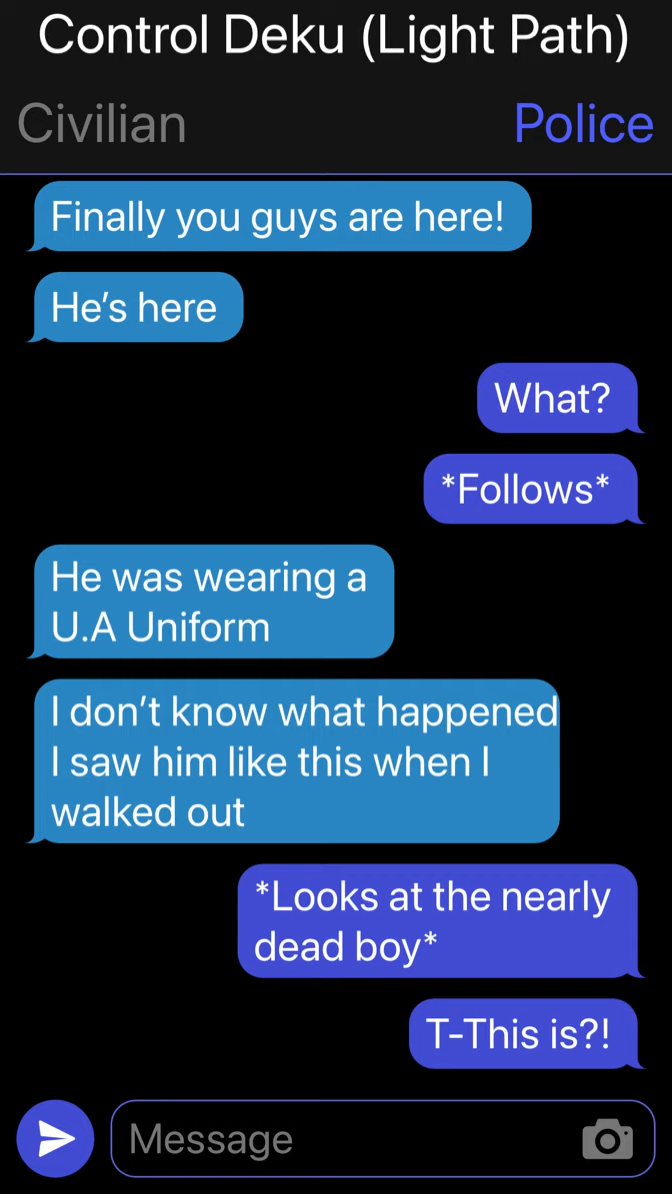 Control Deku (Light Path)
Civilian
Police
Finally you guys are here!
He’s here
What?
*Follows*
He was wearing a
U.A Uniform
I don’t know what happened
I saw him like this when I
walked out
*Looks at the nearly
dead boy*
T-This is?!
Message